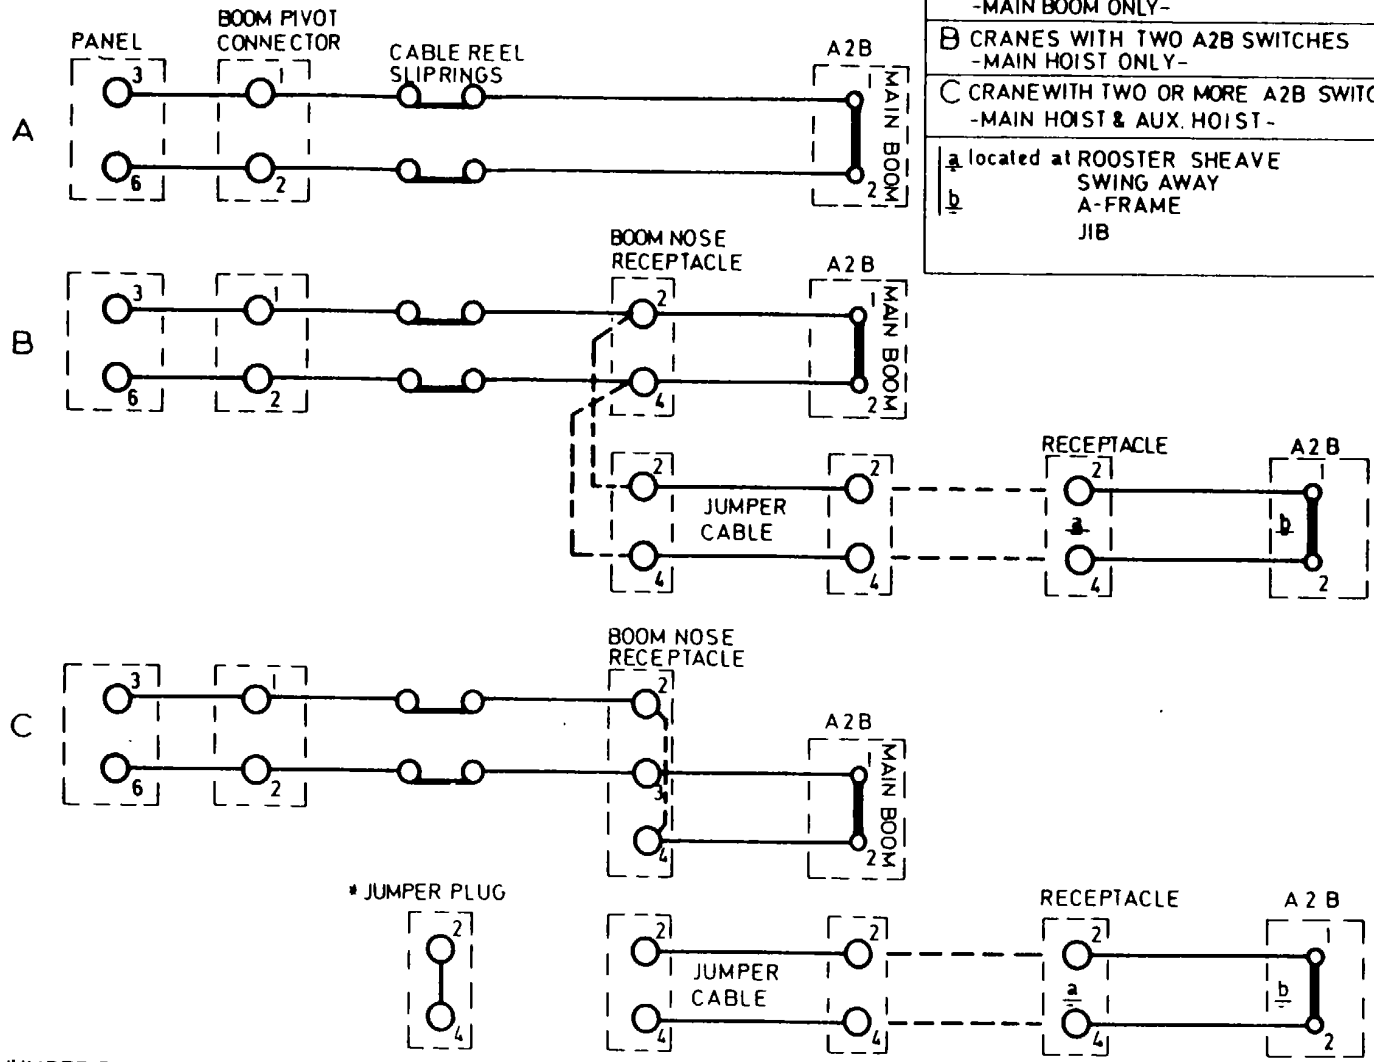 -MAIN BOOM ONLY-
B CRANES WITH TWO A2B SWITCHES
-MAIN HOIST ONLY-
C CRANE WITH TWO OR MORE A2B SWITC
-MAIN HOIST & AUX. HOIST-
a located at ROOSTER SHEAVE
SWING AWAY
b A-FRAME
JIB
PANEL
BOOM PIVOT
CONNECTOR
CABLE REEL
SLIPRINGS
A2B
A
3
1
1
MAIN BOOM
6
2
2
BOOM NOSE
RECEPTACLE
A2B
B
3
1
2
1
MAIN BOOM
6
2
4
2
RECEPTACLE
A2B
2
JUMPER
CABLE
2
2
a
1
b
4
4
4
2
BOOM NOSE
RECEPTACLE
C
3
1
2
A2B
6
2
3
1
MAIN BOOM
4
2
* JUMPER PLUG
2
4
RECEPTACLE
A2B
2
JUMPER
CABLE
2
2
a
1
b
4
4
4
2